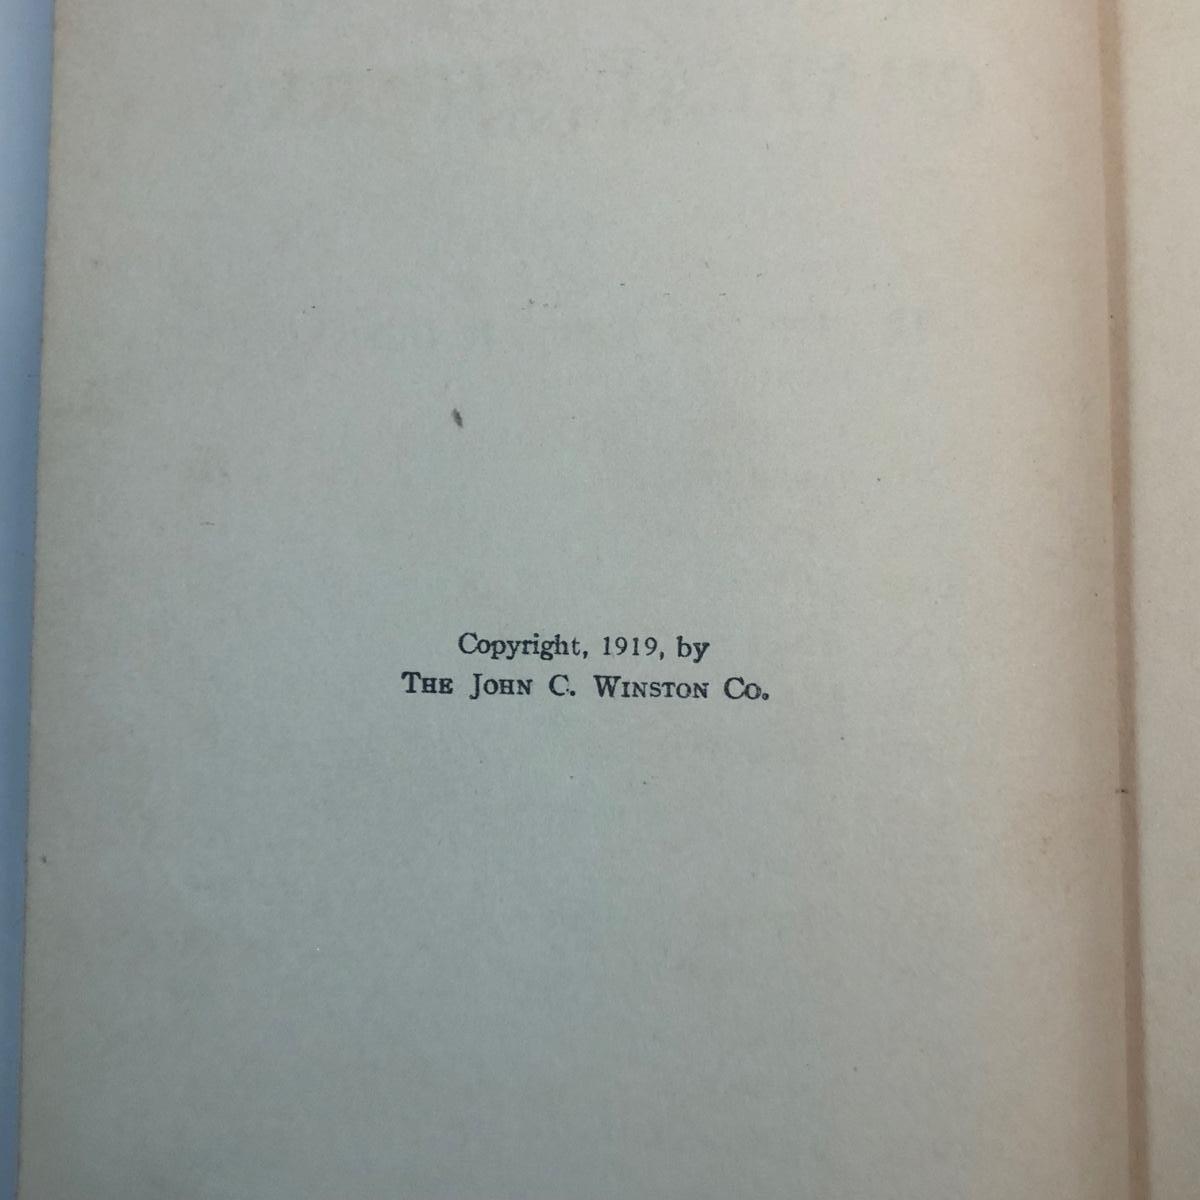 Copyright, 1919, by
THE JOHN C. WINSTON CO.